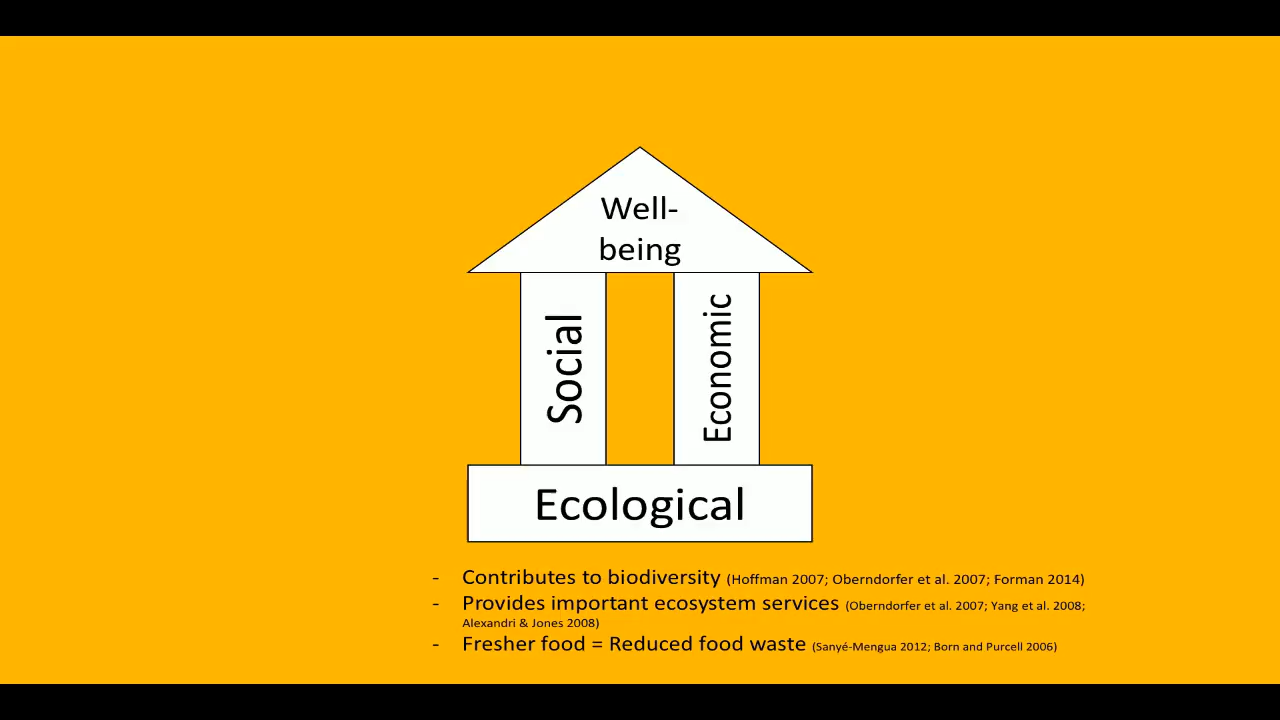 Well-
being
Social
Economic
Ecological
- Contributes to biodiversity (Hoffman 2007; Oberndorfer et al. 2007; Forman 2014)
- Provides important ecosystem services (Oberndorfer et al. 2007; Yang et al. 2008;
Alexandri & Jones 2008)
- Fresher food = Reduced food waste (Sanyé-Mengua 2012; Born and Purcell 2006)